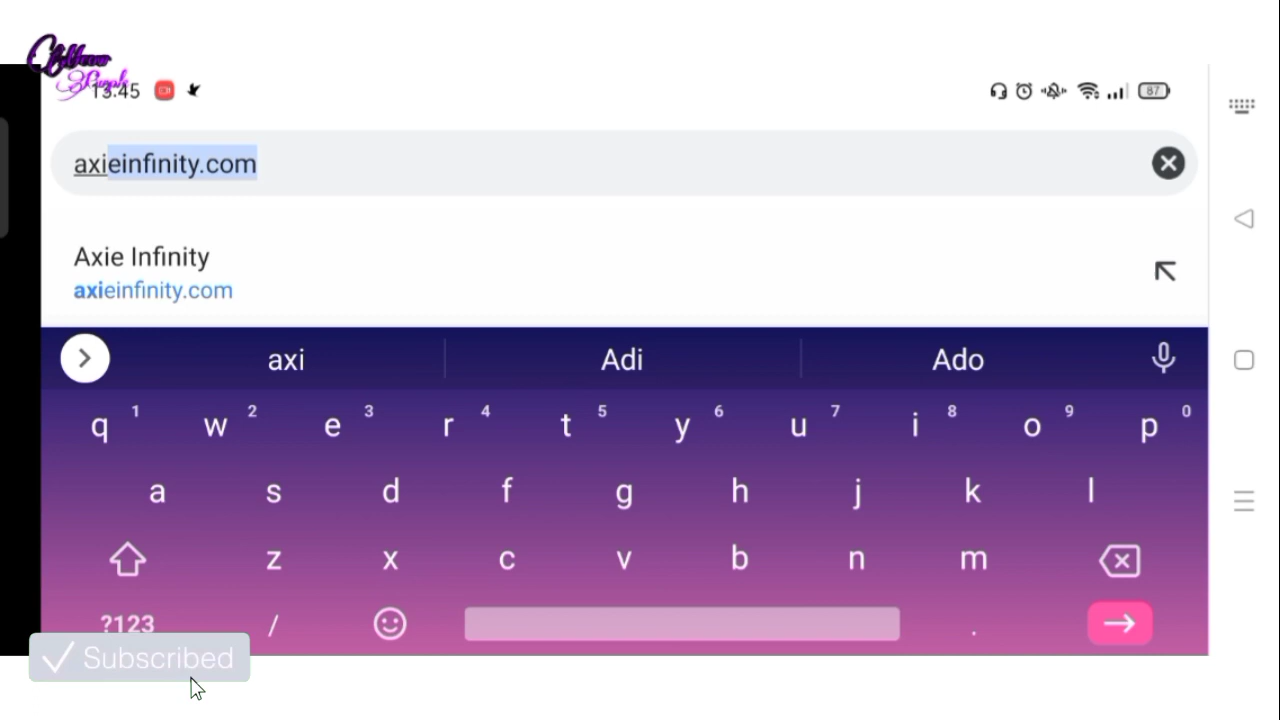 13.45
87
axieinfinity.com
Axie Infinity
axieinfinity.com
axi Adi Ado
q 1 w 2 e 3 r 4 t 5 y 6 u 7 i 8 o 9 p 0
a s d f g h j k l
z x c v b n m
?123 / .
Subscribed